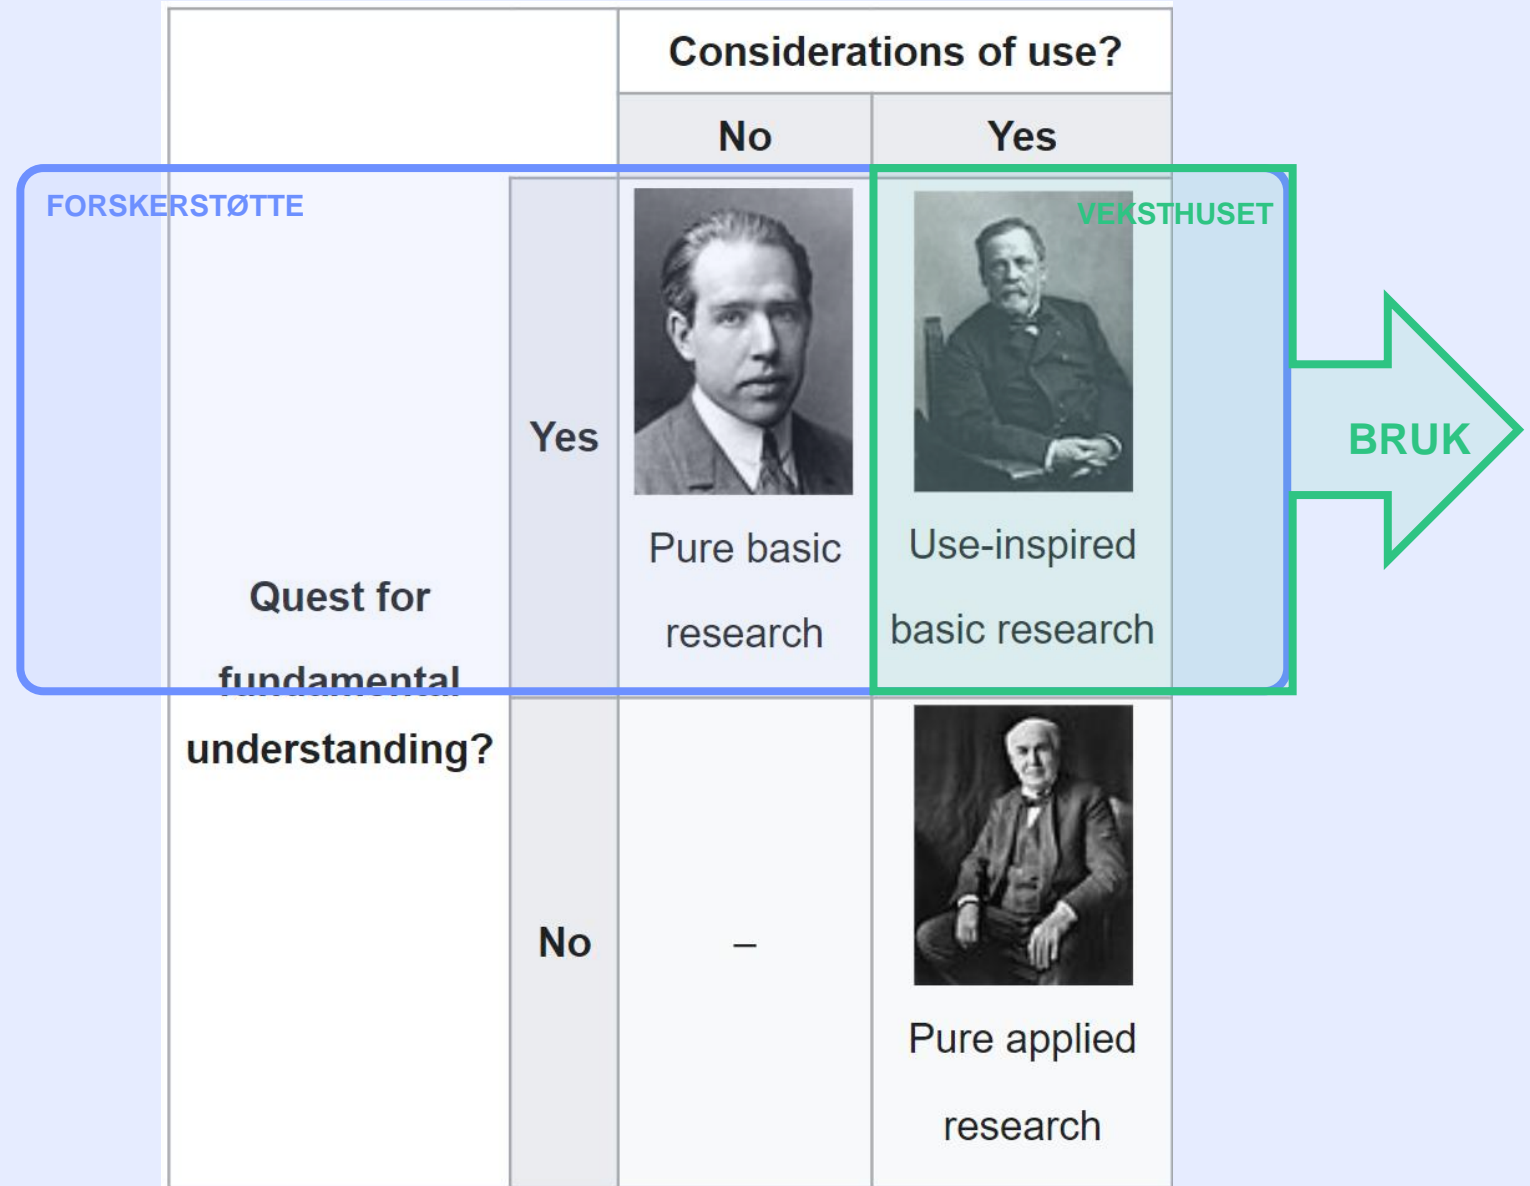 Considerations of use?
No
Yes
FORSKERSTØTTE
VEKSTHUSET
Yes
BRUK
Pure basic
research
Use-inspired
basic research
Quest for
fundamental
understanding?
No
–
Pure applied
research